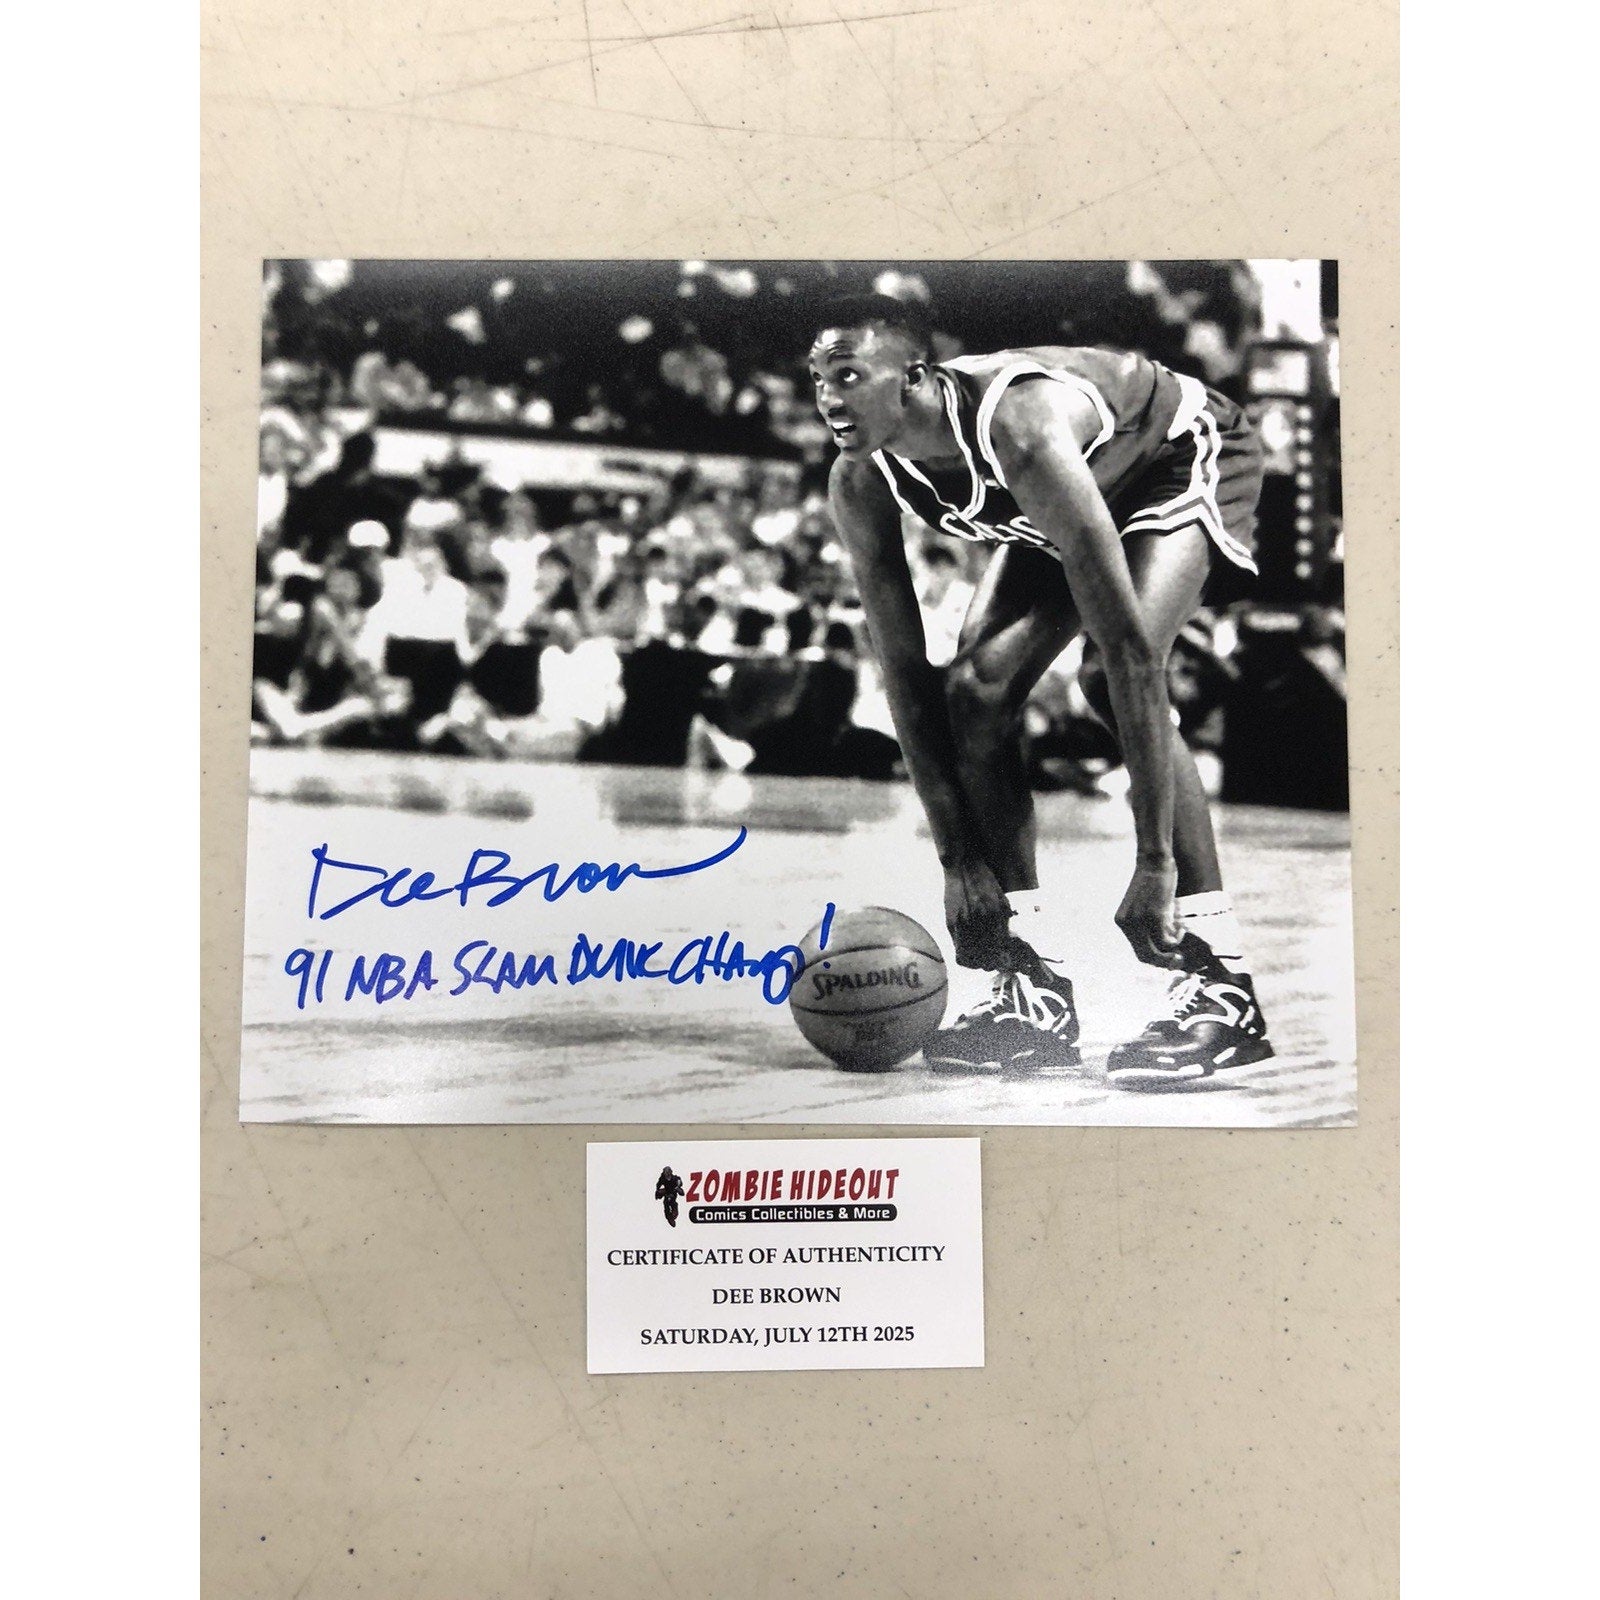 CELTICS
Dee Brown
91 NBA SLAM DUNK CHAMP!
SPALDING
ZOMBIE HIDEOUT
Comics Collectibles & More
CERTIFICATE OF AUTHENTICITY
DEE BROWN
SATURDAY, JULY 12TH 2025